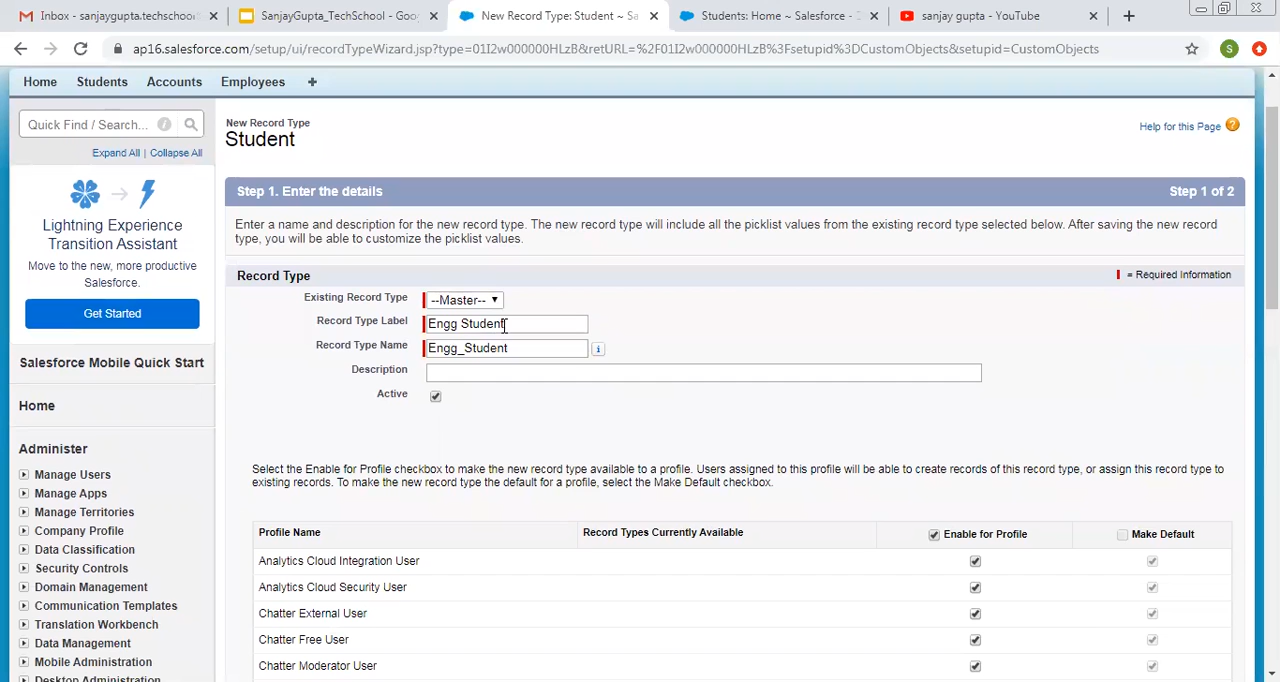 Inbox - sanjaygupta.techschool
SanjayGupta_TechSchool - Goo
New Record Type: Student ~ Sa
Students: Home ~ Salesforce -
sanjay gupta - YouTube
ap16.salesforce.com/setup/ui/recordTypeWizard.jsp?type=01I2w000000HLzB&retURL=%2F01I2w000000HLzB%3Fsetupid%3DCustomObjects&setupid=CustomObjects
S
Home Students Accounts Employees
Quick Find / Search...
Expand All | Collapse All
Lightning Experience
Transition Assistant
Move to the new, more productive
Salesforce.
Get Started
Salesforce Mobile Quick Start
Home
Administer
Manage Users
Manage Apps
Manage Territories
Company Profile
Data Classification
Security Controls
Domain Management
Communication Templates
Translation Workbench
Data Management
Mobile Administration
Desktop Administration
New Record Type
Student
Help for this Page
Step 1. Enter the details
Step 1 of 2
Enter a name and description for the new record type. The new record type will include all the picklist values from the existing record type selected below. After saving the new record
type, you will be able to customize the picklist values.
Record Type
= Required Information
Existing Record Type --Master--
Record Type Label Engg Student
Record Type Name Engg_Student
Description
Active
Select the Enable for Profile checkbox to make the new record type available to a profile. Users assigned to this profile will be able to create records of this record type, or assign this record type to
existing records. To make the new record type the default for a profile, select the Make Default checkbox.
Profile Name Record Types Currently Available Enable for Profile Make Default
Analytics Cloud Integration User
Analytics Cloud Security User
Chatter External User
Chatter Free User
Chatter Moderator User